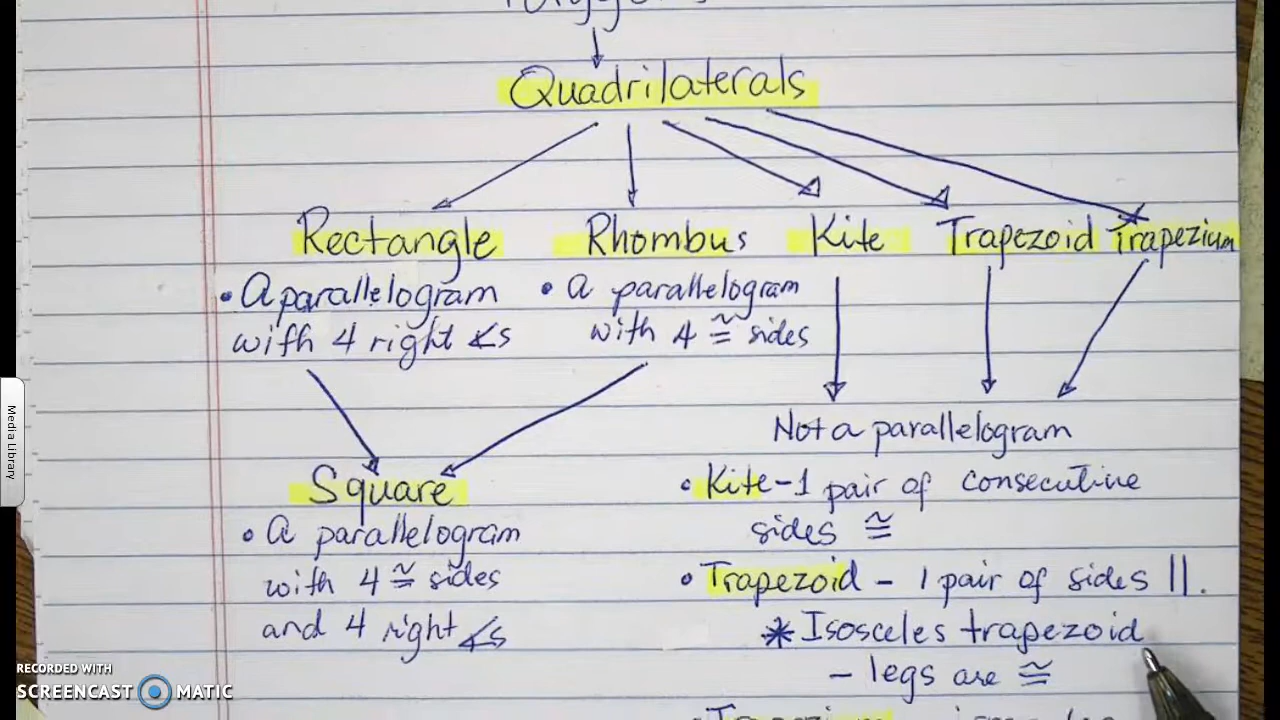 Quadrilaterals
Rectangle Rhombus Kite Trapezoid Trapezium
• A parallelogram
with 4 right ∡s
• A parallelogram
with 4 ≅ sides
Not a parallelogram
Square
• A parallelogram
with 4 ≅ sides
and 4 right ∡s
• Kite - 1 pair of consecutive
sides ≅
• Trapezoid - 1 pair of sides ||.
* Isosceles trapezoid
- legs are ≅
Media Library
RECORDED WITH
SCREENCAST MATIC